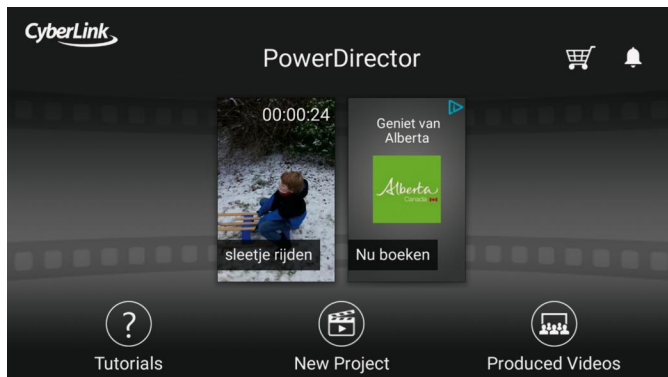 CyberLink
PowerDirector
00:00:24
sleetje rijden
Geniet van
Alberta
Alberta
Canada
Nu boeken
?
Tutorials
New Project
Produced Videos